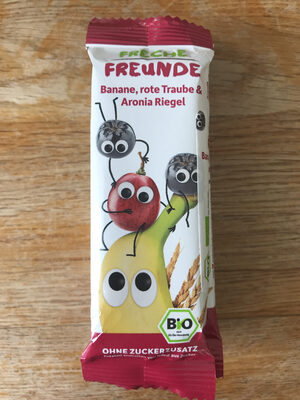 FRECHE
FREUNDE
Banane, rote Traube &
Aronia Riegel
Bio
OHNE ZUCKERZUSATZ